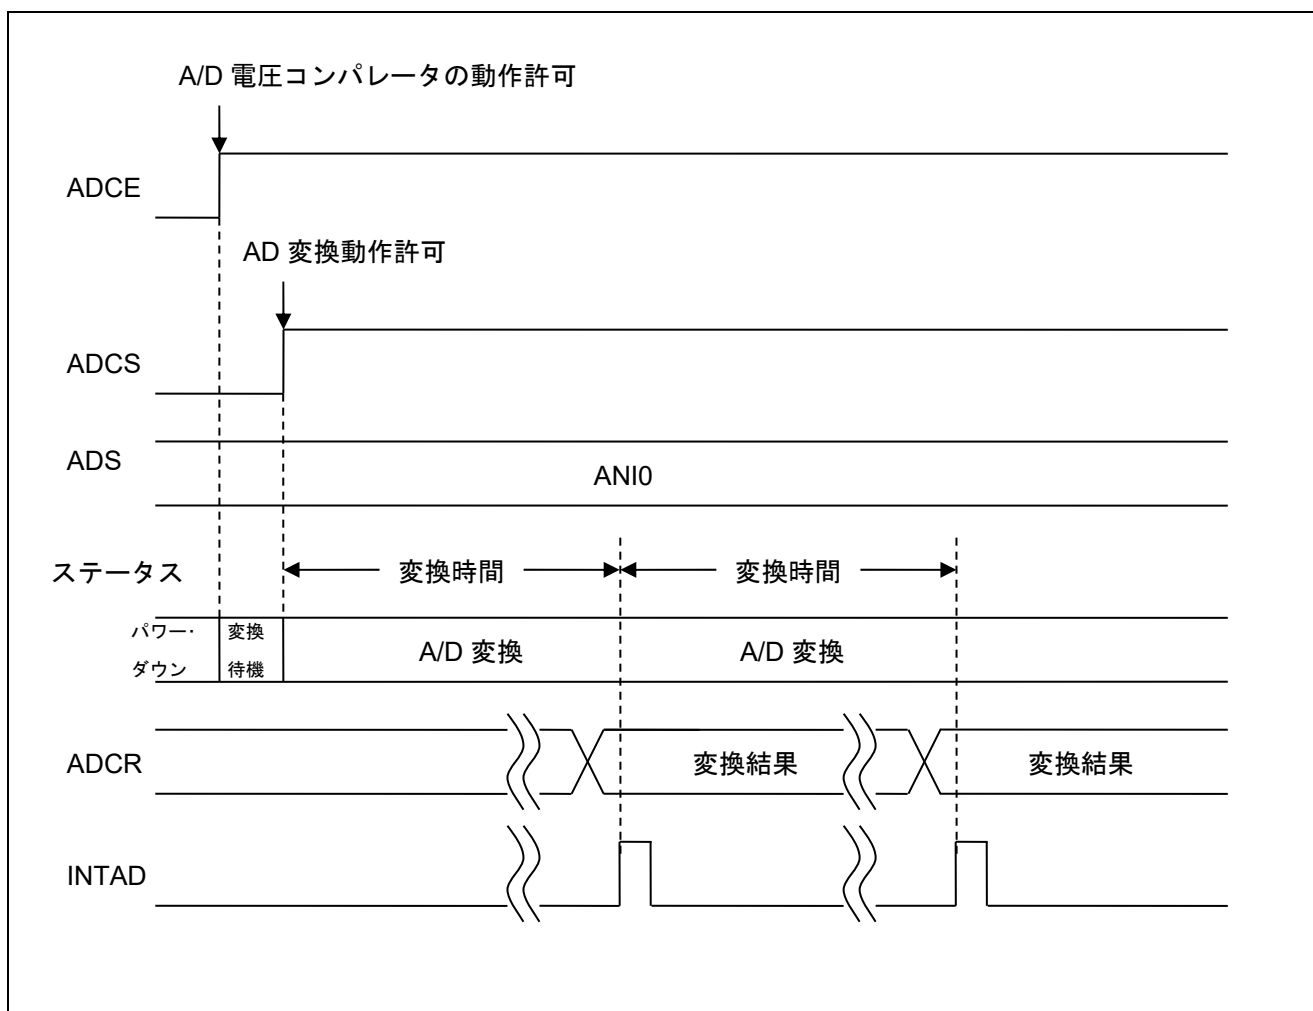 A/D 電圧コンパレータの動作許可
ADCE
AD 変換動作許可
ADCS
ADS
ANI0
ステータス
変換時間
変換時間
パワー・
ダウン
変換
待機
A/D 変換
A/D 変換
ADCR
変換結果
変換結果
INTAD